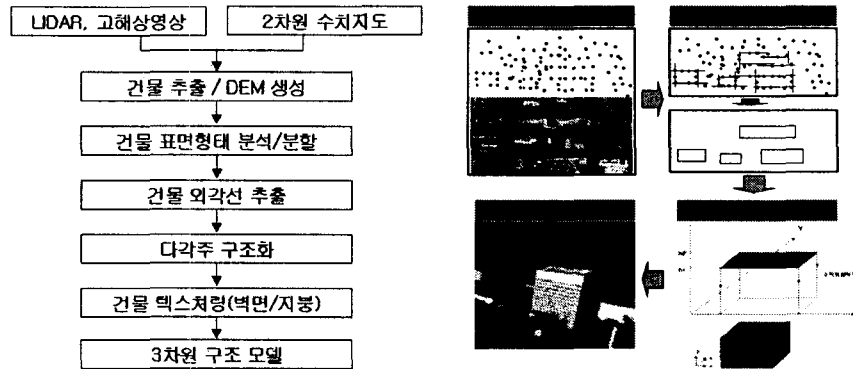 LIDAR, 고해상영상
2차원 수치지도
건물 추출 / DEM 생성
건물 표면형태 분석/분할
건물 외곽선 추출
다각주 구조화
건물 텍스처링(벽면/지붕)
3차원 구조 모델